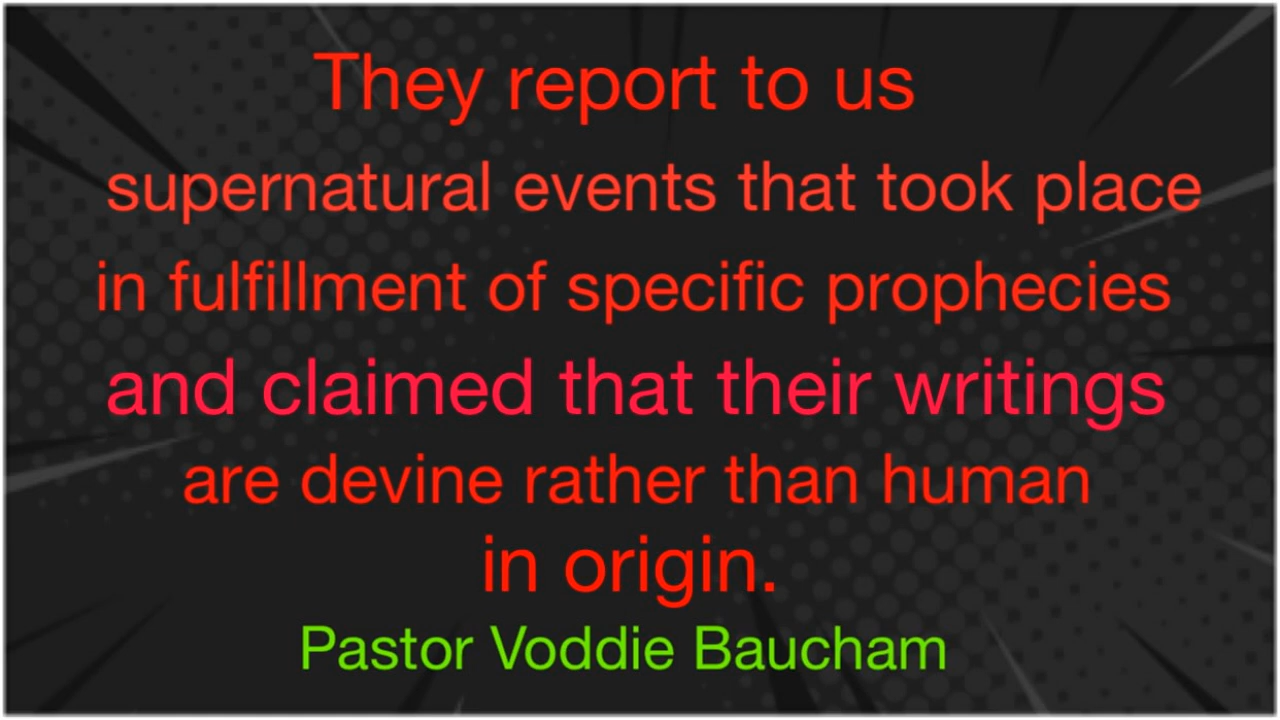 They report to us
supernatural events that took place
in fulfillment of specific prophecies
and claimed that their writings
are devine rather than human
in origin.
Pastor Voddie Baucham